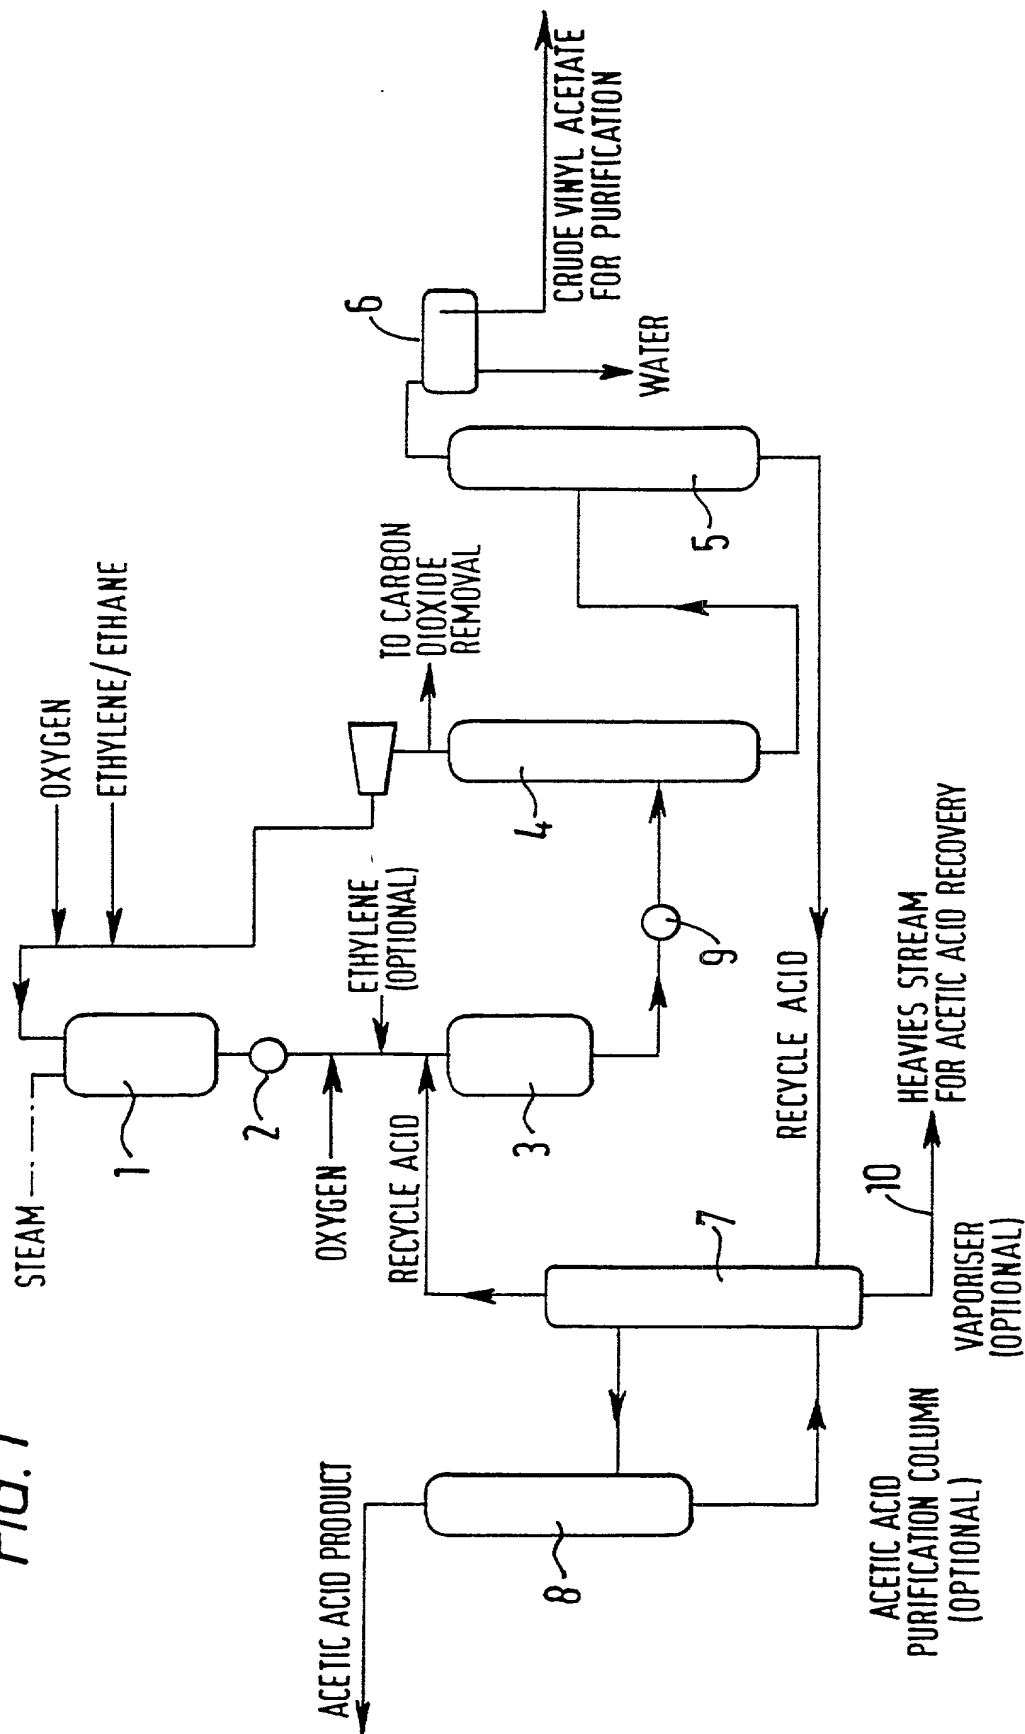 FIG. 1
STEAM
OXYGEN
ETHYLENE/ETHANE
1
2
OXYGEN
ETHYLENE
(OPTIONAL)
RECYCLE ACID
3
TO CARBON
DIOXIDE
REMOVAL
4
9
5
6
WATER
CRUDE VINYL ACETATE
FOR PURIFICATION
RECYCLE ACID
7
10
HEAVIES STREAM
FOR ACETIC ACID RECOVERY
VAPORISER
(OPTIONAL)
ACETIC ACID PRODUCT
8
ACETIC ACID
PURIFICATION COLUMN
(OPTIONAL)